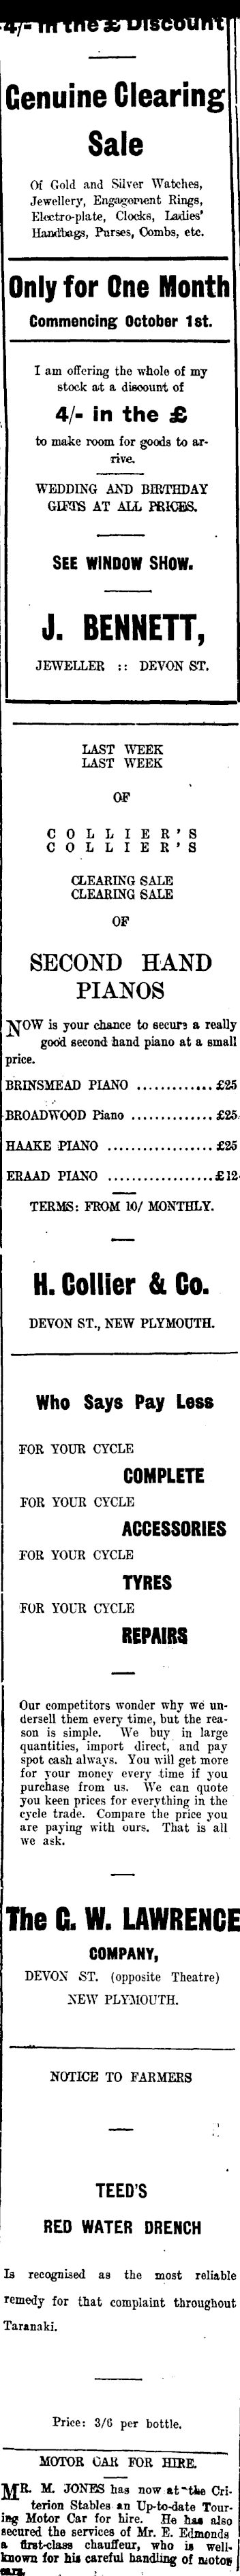 4/- in the £ Discount
Genuine Clearing
Sale
Of Gold and Silver Watches,
Jewellery, Engagement Rings,
Electro-plate, Clocks, Ladies'
Handbags, Purses, Combs, etc.
Only for One Month
Commencing October 1st.
I am offering the whole of my
stock at a discount of
4/- in the £
to make room for goods to ar-
rive.
WEDDING AND BIRTHDAY
GIFTS AT ALL PRICES.
SEE WINDOW SHOW.
J. BENNETT,
JEWELLER :: DEVON ST.
LAST WEEK
LAST WEEK
OF
COLLIER'S
COLLIER'S
CLEARING SALE
CLEARING SALE
OF
SECOND HAND
PIANOS
NOW is your chance to secure a really
good second hand piano at a small
price.
BRINSMEAD PIANO ............. £25
BROADWOOD Piano ............. £25
HAAKE PIANO ................. £25
ERAAD PIANO ................. £12
TERMS: FROM 10/ MONTHLY.
H. Collier & Co.
DEVON ST., NEW PLYMOUTH.
Who Says Pay Less
FOR YOUR CYCLE
COMPLETE
FOR YOUR CYCLE
ACCESSORIES
FOR YOUR CYCLE
TYRES
FOR YOUR CYCLE
REPAIRS
Our competitors wonder why we un-
dersell them every time, but the rea-
son is simple. We buy in large
quantities, import direct, and pay
spot cash always. You will get more
for your money every time if you
purchase from us. We can quote
you keen prices for everything in the
cycle trade. Compare the price you
are paying with ours. That is all
we ask.
The G. W. LAWRENCE
COMPANY,
DEVON ST. (opposite Theatre)
NEW PLYMOUTH.
NOTICE TO FARMERS
TEED'S
RED WATER DRENCH
Is recognised as the most reliable
remedy for that complaint throughout
Taranaki.
Price: 3/6 per bottle.
MOTOR CAR FOR HIRE.
MR. M. JONES has now at the Cri-
terion Stables an Up-to-date Tour-
ing Motor Car for hire. He has also
secured the services of Mr. E. Edmonds
a first-class chauffeur, who is well-
known for his careful handling of motor
cars.